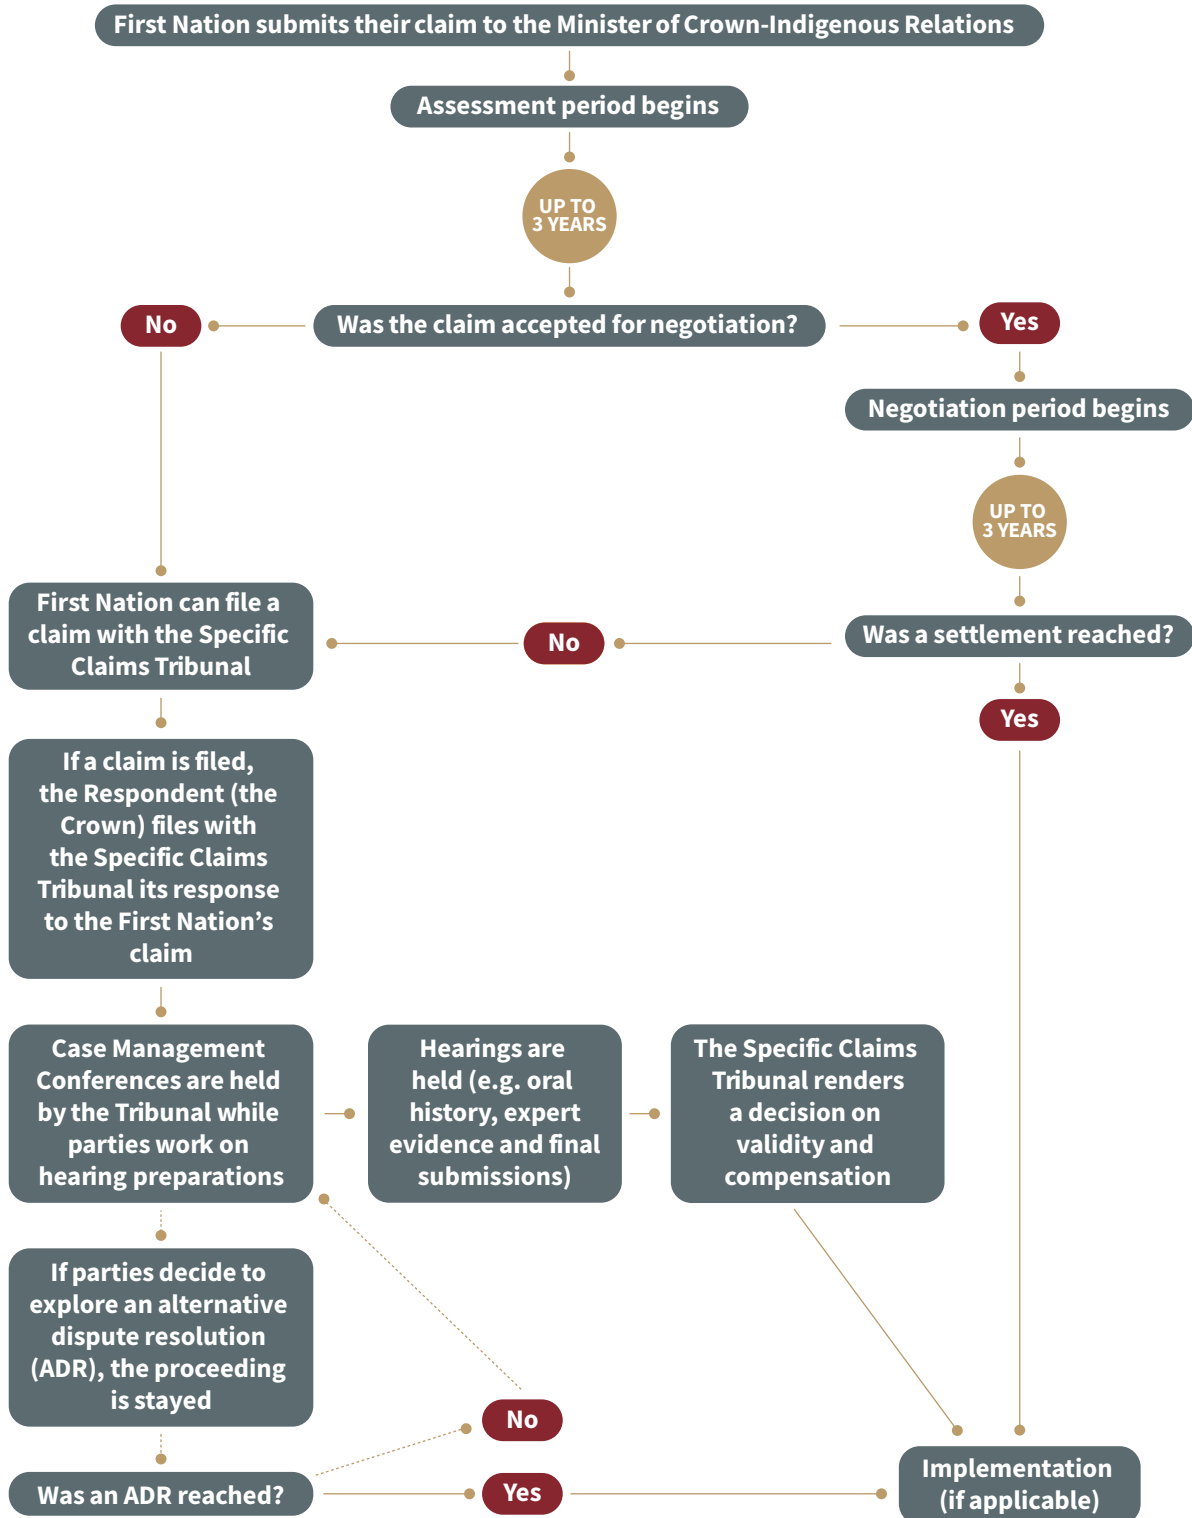 First Nation submits their claim to the Minister of Crown-Indigenous Relations
Assessment period begins
UP TO
3 YEARS
Was the claim accepted for negotiation?
No
Yes
Negotiation period begins
UP TO
3 YEARS
Was a settlement reached?
No
Yes
First Nation can file a
claim with the Specific
Claims Tribunal
If a claim is filed,
the Respondent (the
Crown) files with
the Specific Claims
Tribunal its response
to the First Nation’s
claim
Case Management
Conferences are held
by the Tribunal while
parties work on
hearing preparations
Hearings are
held (e.g. oral
history, expert
evidence and final
submissions)
The Specific Claims
Tribunal renders
a decision on
validity and
compensation
If parties decide to
explore an alternative
dispute resolution
(ADR), the proceeding
is stayed
Was an ADR reached?
No
Yes
Implementation
(if applicable)